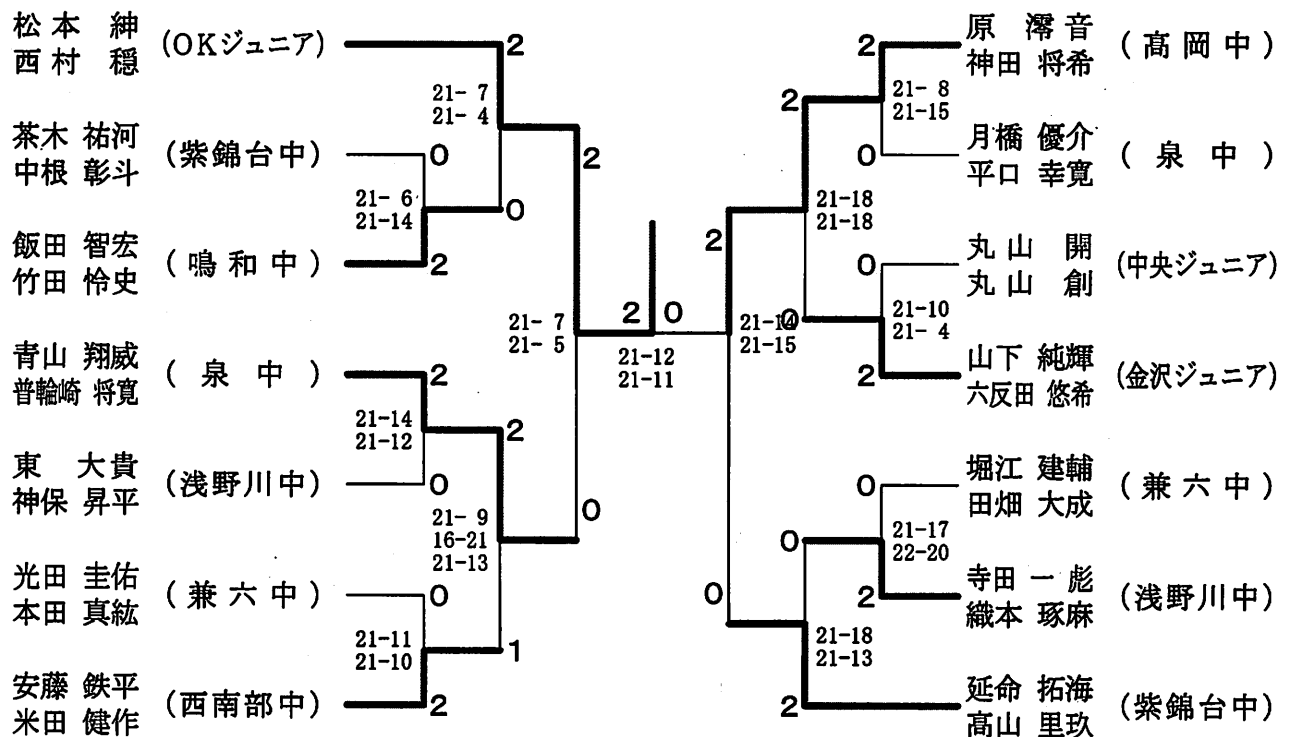 松本 紳
西村 穏
(OKジュニア)
2
21- 7
21- 4
茶木 祐河
中根 彰斗
(紫錦台中)
0
21- 6
21-14
0
飯田 智宏
竹田 怜史
(鳴和中)
2
2
21- 7
21- 5
青山 翔威
普輪崎 将寛
(泉中)
2
21-14
21-12
2
東 大貴
神保 昇平
(浅野川中)
0
21- 9
16-21
21-13
0
光田 圭佑
本田 真紘
(兼六中)
0
21-11
21-10
1
安藤 鉄平
米田 健作
(西南部中)
2
2 0
21-12
21-11
2
原 澪音
神田 将希
(髙岡中)
2
21- 8
21-15
0
月橋 優介
平口 幸寛
(泉中)
21-18
21-18
2
0
丸山 開
丸山 創
(中央ジュニア)
21-14
21-15
0
21-10
21- 4
2
山下 純輝
六反田 悠希
(金沢ジュニア)
0
堀江 建輔
田畑 大成
(兼六中)
0
21-17
22-20
0
2
寺田 一彪
織本 琢麻
(浅野川中)
21-18
21-13
2
延命 拓海
髙山 里玖
(紫錦台中)